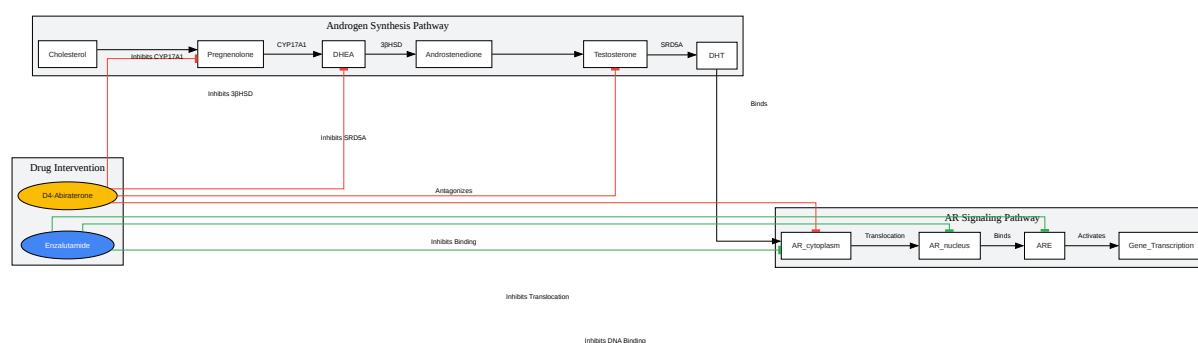 Androgen Synthesis Pathway
Cholesterol
Pregnenolone
CYP17A1
DHEA
3βHSD
Androstenedione
Testosterone
SRD5A
DHT
Inhibits CYP17A1
Inhibits 3βHSD
Binds
Inhibits SRD5A
Drug Intervention
D4-Abiraterone
Antagonizes
Enzalutamide
Inhibits Binding
AR Signaling Pathway
AR_cytoplasm
Translocation
AR_nucleus
Binds
ARE
Activates
Gene_Transcription
Inhibits Translocation
Inhibits DNA Binding